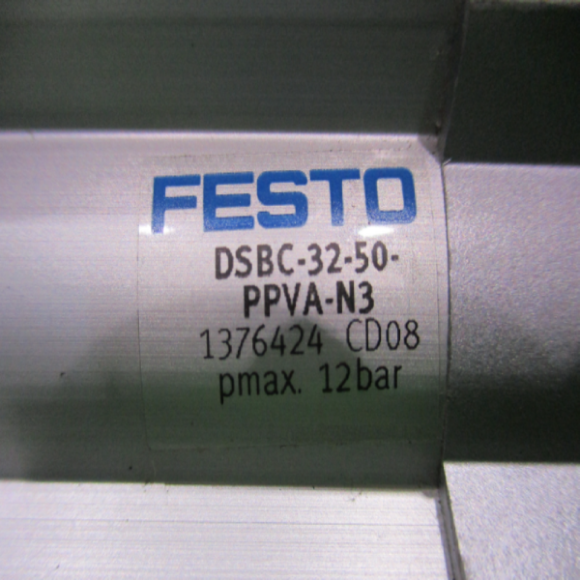 FESTO
DSBC-32-50-
PPVA-N3
1376424 CD08
pmax. 12bar